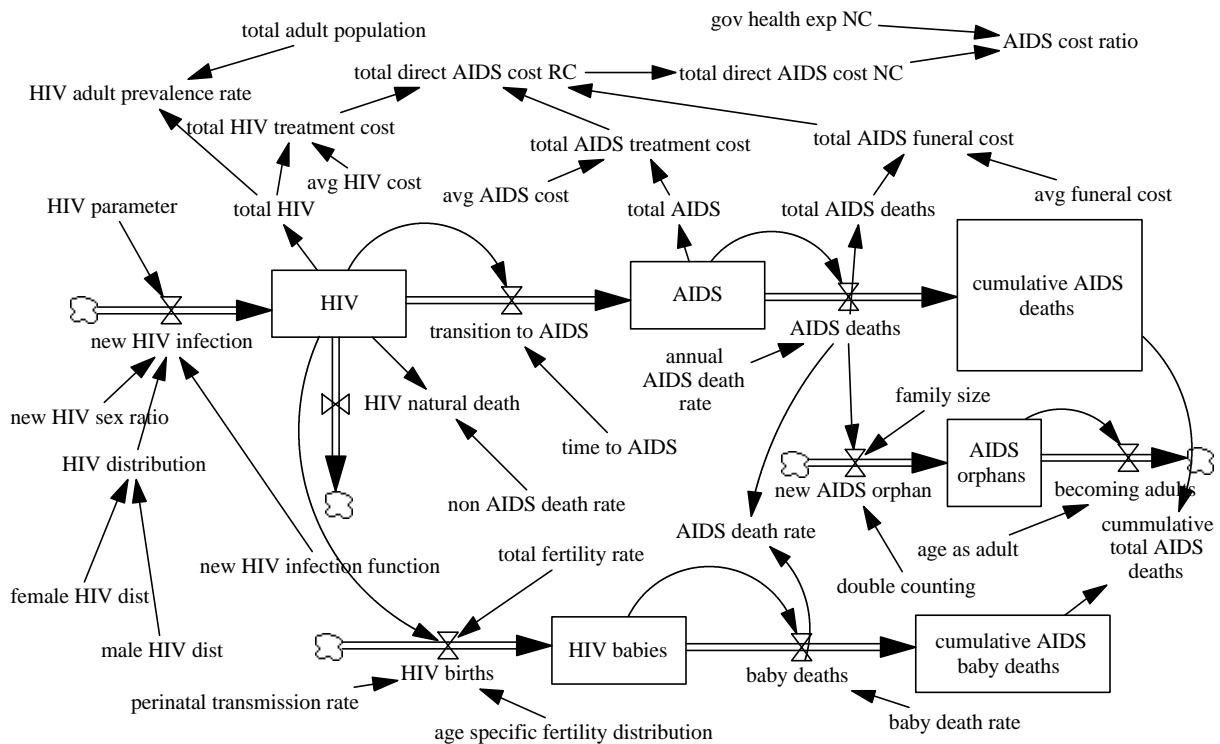 gov health exp NC
total adult population
AIDS cost ratio
total direct AIDS cost RC
total direct AIDS cost NC
HIV adult prevalence rate
total HIV treatment cost
total AIDS treatment cost
total AIDS funeral cost
avg HIV cost
avg AIDS cost
avg funeral cost
HIV parameter
total HIV
total AIDS
total AIDS deaths
HIV
AIDS
cumulative AIDS
deaths
new HIV infection
transition to AIDS
AIDS deaths
annual
AIDS death
rate
new HIV sex ratio
HIV natural death
family size
time to AIDS
HIV distribution
AIDS
orphans
new AIDS orphan
becoming adults
non AIDS death rate
AIDS death rate
age as adult
cummulative
total AIDS
deaths
total fertility rate
new HIV infection function
double counting
female HIV dist
male HIV dist
HIV babies
cumulative AIDS
baby deaths
HIV births
baby deaths
perinatal transmission rate
age specific fertility distribution
baby death rate